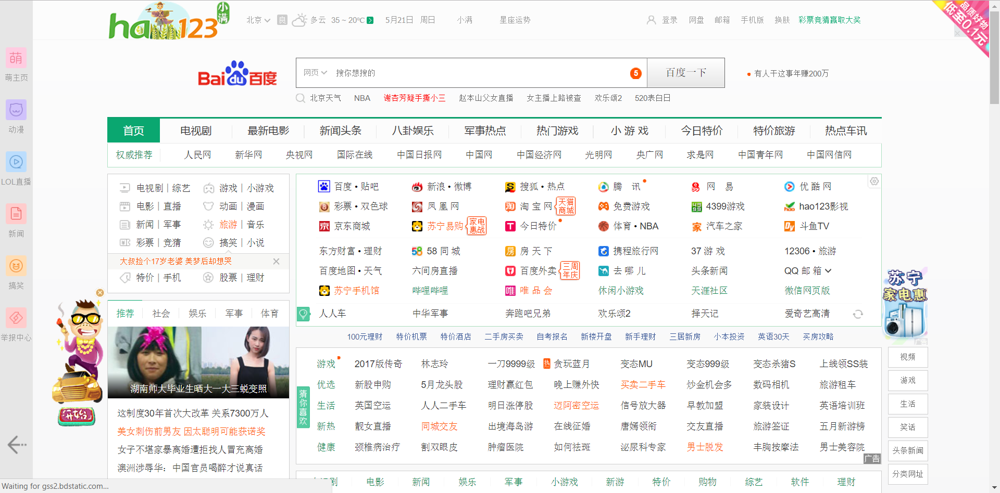 hao123 小满
北京 良 多云 35 ~ 20℃ 5月21日 周日 小满 星座运势 登录 网盘 邮箱 手机版 换肤 彩票竞猜赢取大奖
品质好物
低至0.1元
萌
萌主页
动漫
LOL直播
新闻
搞笑
举报中心
Bai du 百度
网页 搜你想搜的 5 百度一下 有人干这事年赚200万
北京天气 NBA 谢杏芳疑手撕小三 赵本山父女直播 女主播上路被查 欢乐颂2 520表白日
首页 电视剧 最新电影 新闻头条 八卦娱乐 军事热点 热门游戏 小 游 戏 今日特价 特价旅游 热点车讯
权威推荐 人民网 新华网 央视网 国际在线 中国日报网 中国网 中国经济网 光明网 央广网 求是网 中国青年网 中国网信网
电视剧 | 综艺 游戏 | 小游戏
电影 | 直播 动画 | 漫画
新闻 | 军事 旅游 | 音乐
彩票 | 竞猜 搞笑 | 小说
大叔捡个17岁老婆 美梦后却想哭
特价 | 手机 股票 | 理财
推荐 社会 娱乐 军事 体育
湖南师大毕业生晒大一大三蜕变照
这制度30年首次大改革 关系7300万人
美女刺伤前男友 因太聪明可能获诺奖
女子不堪家暴离婚遭拒找人冒充离婚
澳洲涉辱华：中国官员喝醉才说真话
百度 • 贴吧 新浪 • 微博 搜狐 • 热点 腾 讯 网 易 优 酷 网
彩票 • 双色球 凤 凰 网 淘 宝 网 天猫商城 免费游戏 4399游戏 hao123影视
京东商城 苏宁易购 家电惠战 今日特价 体育 • NBA 汽车之家 斗鱼TV
东方财富 • 理财 58 同 城 房 天 下 携程旅行网 37 游 戏 12306 • 旅游
百度地图 • 天气 六间房直播 百度外卖 三周年庆 去 哪 儿 头条新闻 QQ 邮 箱
苏宁手机馆 哔哩哔哩 唯 品 会 休闲小游戏 天涯社区 微信网页版
人人车 中华军事 奔跑吧兄弟 欢乐颂2 择天记 爱奇艺高清
100元理财 特价机票 特价酒店 二手房买卖 自考报名 新楼开盘 新手理财 三居新房 小本投资 英语30天 买房攻略
猜你喜欢
游戏 2017版传奇 林志玲 一刀9999级 热 贪玩蓝月 变态MU 变态999级 变态杀猪S 上线领SS装
优选 新股申购 5月龙头股 理财赢红包 晚上赚外快 买卖二手车 炒金机会多 数码相机 旅游租车
生活 英国空运 人人二手车 明日涨停股 迈阿密空运 信号放大器 早教加盟 家装设计 英语培训班
新热 靓女直播 同城交友 出境海岛游 在线征婚 唐嫣领衔 交友直播 旅游签证 五月新游榜
健康 颈椎病治疗 割双眼皮 肿瘤医院 如何祛斑 泌尿科专家 男士脱发 丰胸按摩法 男士美容院
广告
剧 电影 新闻 娱乐 军事 小游戏 新游 特价 购物 综艺 软件 理财
苏宁
家电惠
广告
视频
游戏
生活
笑话
头条新闻
分类网址
开始
Waiting for gss2.bdstatic.com...